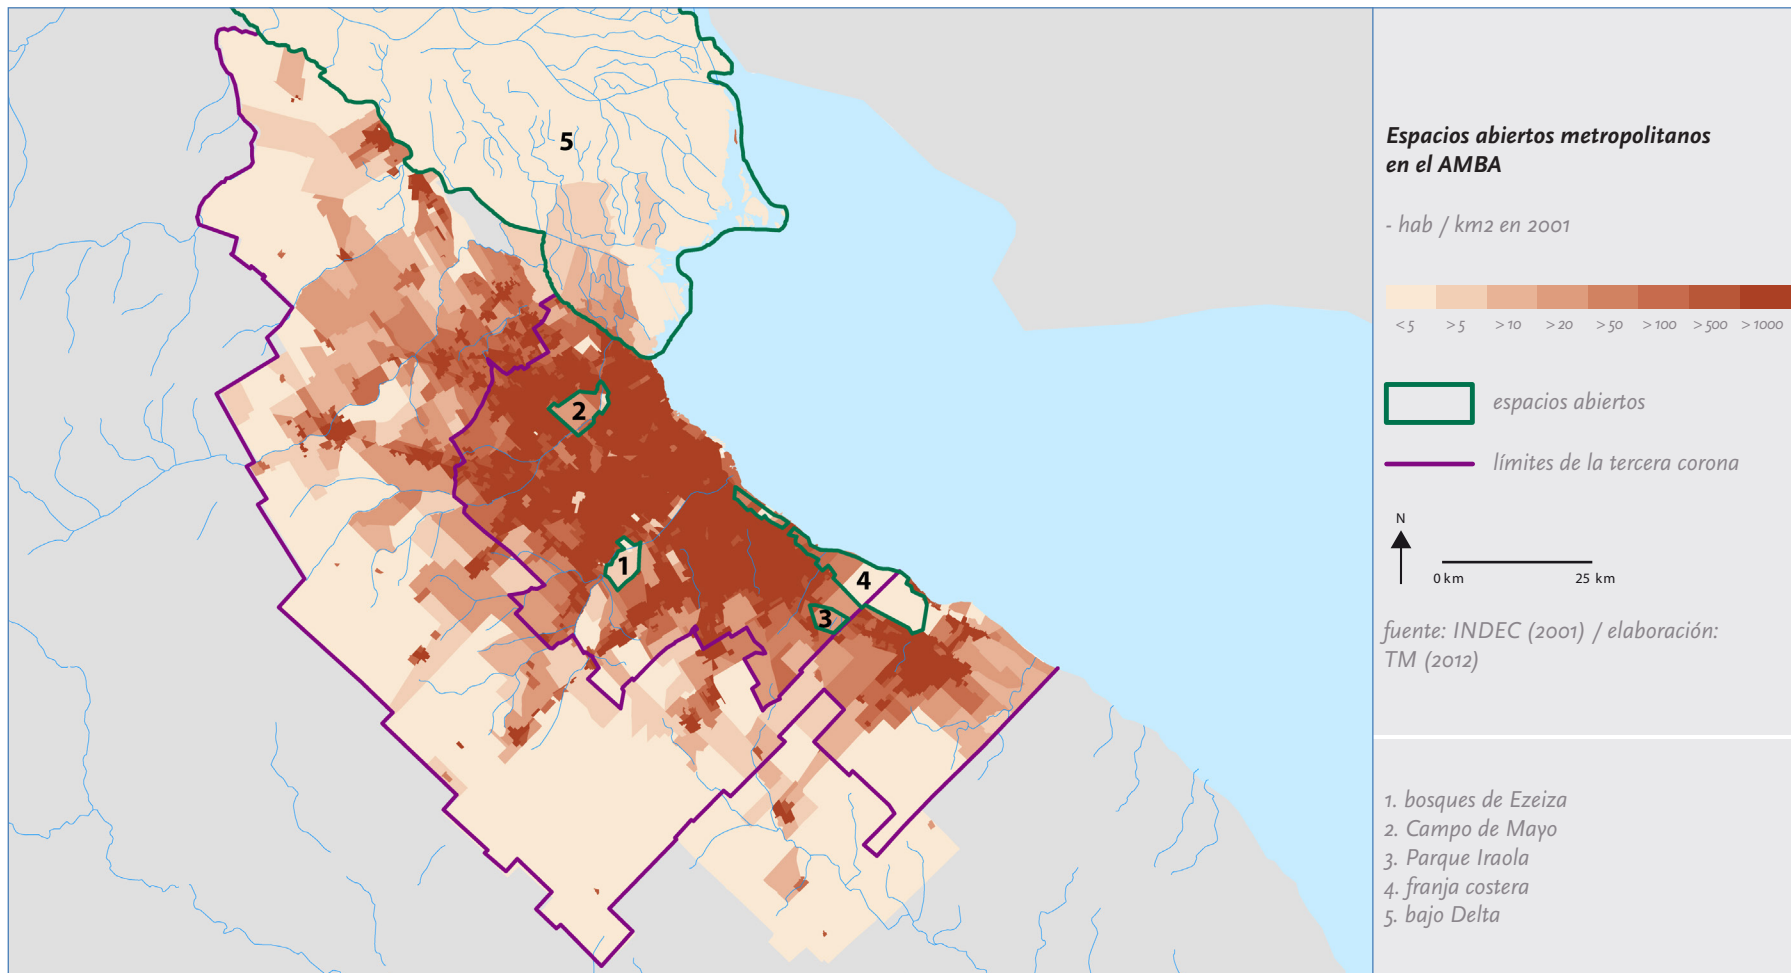 5
2
1
4
3
Espacios abiertos metropolitanos
en el AMBA
- hab / km2 en 2001
< 5 > 5 > 10 > 20 > 50 > 100 > 500 > 1000
espacios abiertos
límites de la tercera corona
N
0 km 25 km
fuente: INDEC (2001) / elaboración:
TM (2012)
1. bosques de Ezeiza
2. Campo de Mayo
3. Parque Iraola
4. franja costera
5. bajo Delta